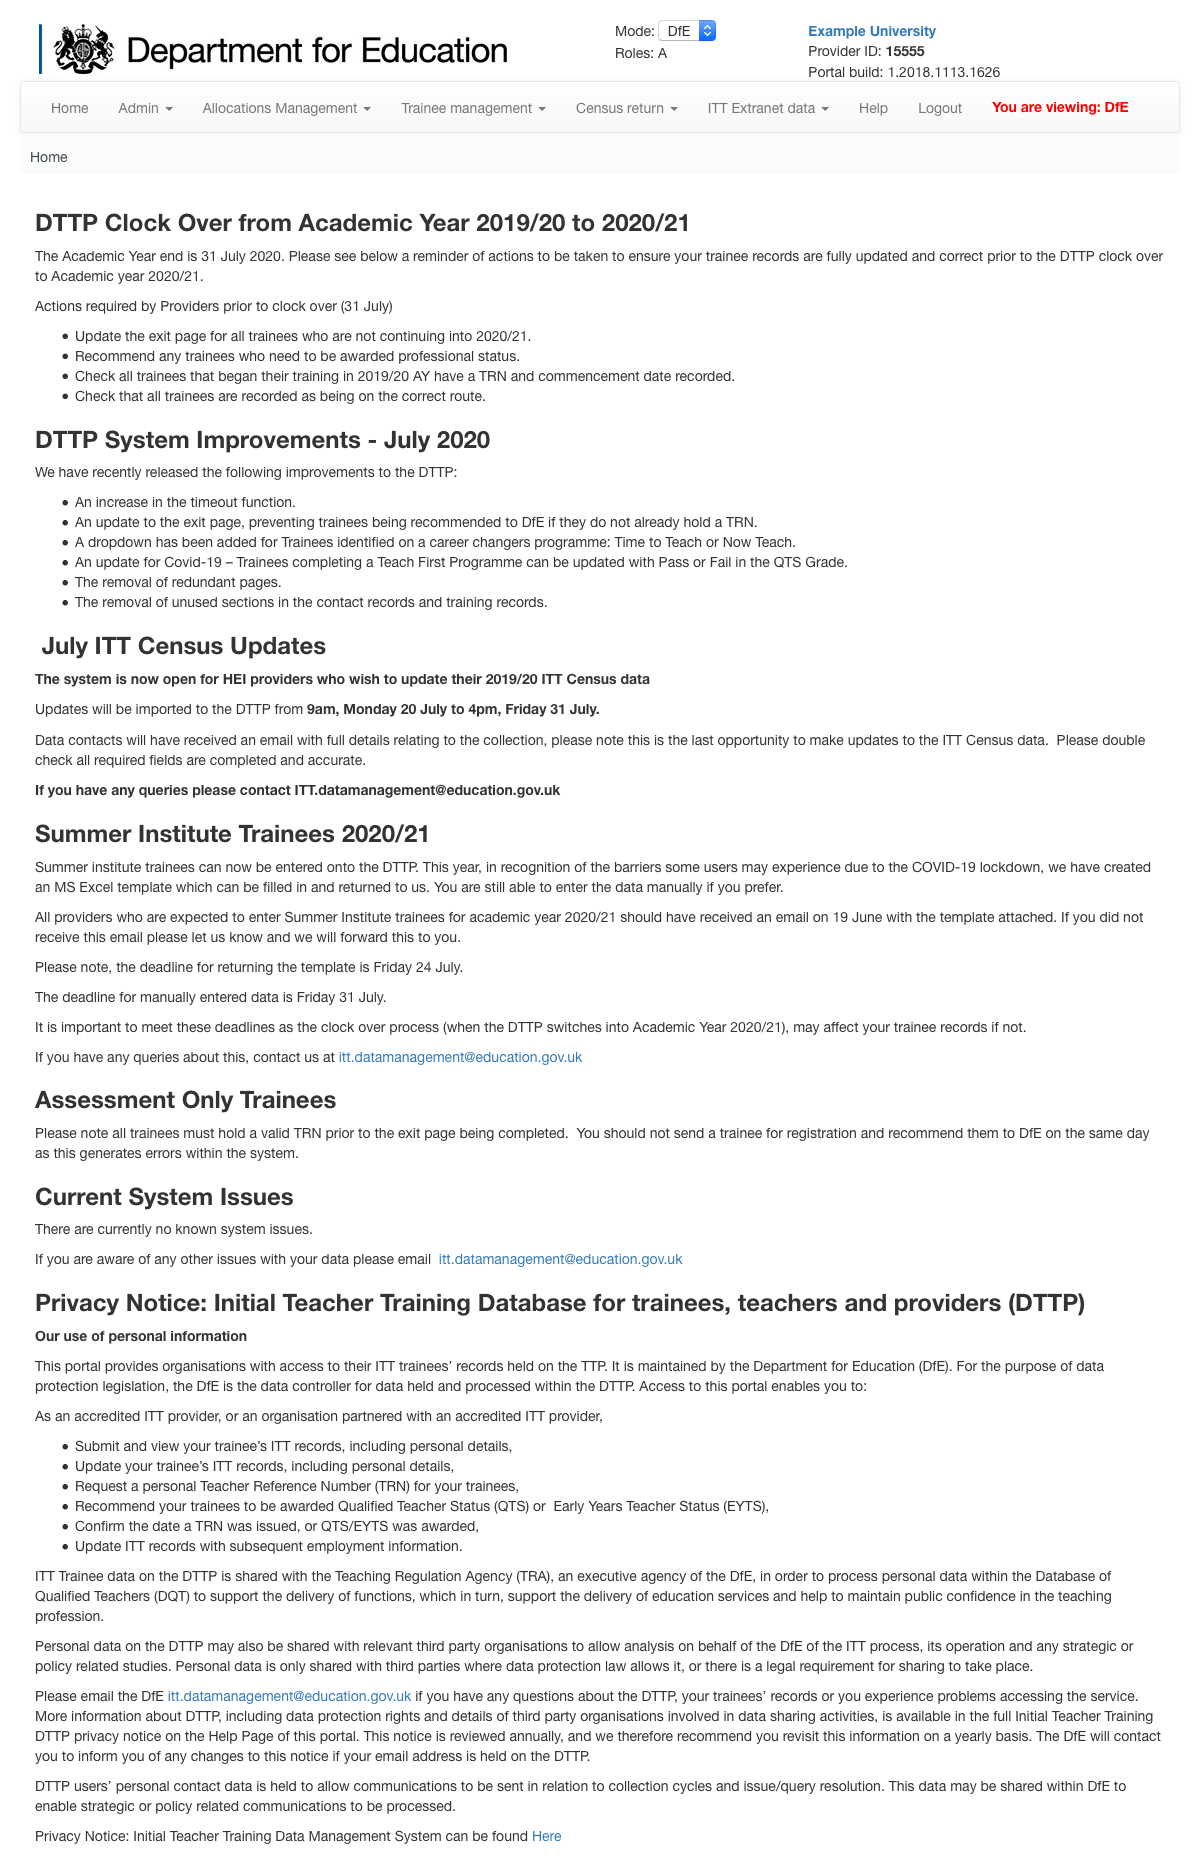 Department for Education
Mode: DfE
Roles: A
Example University
Provider ID: 15555
Portal build: 1.2018.1113.1626
Home Admin Allocations Management Trainee management Census return ITT Extranet data Help Logout You are viewing: DfE
Home
DTTP Clock Over from Academic Year 2019/20 to 2020/21
The Academic Year end is 31 July 2020. Please see below a reminder of actions to be taken to ensure your trainee records are fully updated and correct prior to the DTTP clock over
to Academic year 2020/21.
Actions required by Providers prior to clock over (31 July)
• Update the exit page for all trainees who are not continuing into 2020/21.
• Recommend any trainees who need to be awarded professional status.
• Check all trainees that began their training in 2019/20 AY have a TRN and commencement date recorded.
• Check that all trainees are recorded as being on the correct route.
DTTP System Improvements - July 2020
We have recently released the following improvements to the DTTP:
• An increase in the timeout function.
• An update to the exit page, preventing trainees being recommended to DfE if they do not already hold a TRN.
• A dropdown has been added for Trainees identified on a career changers programme: Time to Teach or Now Teach.
• An update for Covid-19 – Trainees completing a Teach First Programme can be updated with Pass or Fail in the QTS Grade.
• The removal of redundant pages.
• The removal of unused sections in the contact records and training records.
July ITT Census Updates
The system is now open for HEI providers who wish to update their 2019/20 ITT Census data
Updates will be imported to the DTTP from 9am, Monday 20 July to 4pm, Friday 31 July.
Data contacts will have received an email with full details relating to the collection, please note this is the last opportunity to make updates to the ITT Census data.  Please double
check all required fields are completed and accurate.
If you have any queries please contact ITT.datamanagement@education.gov.uk
Summer Institute Trainees 2020/21
Summer institute trainees can now be entered onto the DTTP. This year, in recognition of the barriers some users may experience due to the COVID-19 lockdown, we have created
an MS Excel template which can be filled in and returned to us. You are still able to enter the data manually if you prefer.
All providers who are expected to enter Summer Institute trainees for academic year 2020/21 should have received an email on 19 June with the template attached. If you did not
receive this email please let us know and we will forward this to you.
Please note, the deadline for returning the template is Friday 24 July.
The deadline for manually entered data is Friday 31 July.
It is important to meet these deadlines as the clock over process (when the DTTP switches into Academic Year 2020/21), may affect your trainee records if not.
If you have any queries about this, contact us at itt.datamanagement@education.gov.uk
Assessment Only Trainees
Please note all trainees must hold a valid TRN prior to the exit page being completed.  You should not send a trainee for registration and recommend them to DfE on the same day
as this generates errors within the system.
Current System Issues
There are currently no known system issues.
If you are aware of any other issues with your data please email  itt.datamanagement@education.gov.uk
Privacy Notice: Initial Teacher Training Database for trainees, teachers and providers (DTTP)
Our use of personal information
This portal provides organisations with access to their ITT trainees’ records held on the TTP. It is maintained by the Department for Education (DfE). For the purpose of data
protection legislation, the DfE is the data controller for data held and processed within the DTTP. Access to this portal enables you to:
As an accredited ITT provider, or an organisation partnered with an accredited ITT provider,
• Submit and view your trainee’s ITT records, including personal details,
• Update your trainee’s ITT records, including personal details,
• Request a personal Teacher Reference Number (TRN) for your trainees,
• Recommend your trainees to be awarded Qualified Teacher Status (QTS) or  Early Years Teacher Status (EYTS),
• Confirm the date a TRN was issued, or QTS/EYTS was awarded,
• Update ITT records with subsequent employment information.
ITT Trainee data on the DTTP is shared with the Teaching Regulation Agency (TRA), an executive agency of the DfE, in order to process personal data within the Database of
Qualified Teachers (DQT) to support the delivery of functions, which in turn, support the delivery of education services and help to maintain public confidence in the teaching
profession.
Personal data on the DTTP may also be shared with relevant third party organisations to allow analysis on behalf of the DfE of the ITT process, its operation and any strategic or
policy related studies. Personal data is only shared with third parties where data protection law allows it, or there is a legal requirement for sharing to take place.
Please email the DfE itt.datamanagement@education.gov.uk if you have any questions about the DTTP, your trainees’ records or you experience problems accessing the service.
More information about DTTP, including data protection rights and details of third party organisations involved in data sharing activities, is available in the full Initial Teacher Training
DTTP privacy notice on the Help Page of this portal. This notice is reviewed annually, and we therefore recommend you revisit this information on a yearly basis. The DfE will contact
you to inform you of any changes to this notice if your email address is held on the DTTP.
DTTP users’ personal contact data is held to allow communications to be sent in relation to collection cycles and issue/query resolution. This data may be shared within DfE to
enable strategic or policy related communications to be processed.
Privacy Notice: Initial Teacher Training Data Management System can be found Here